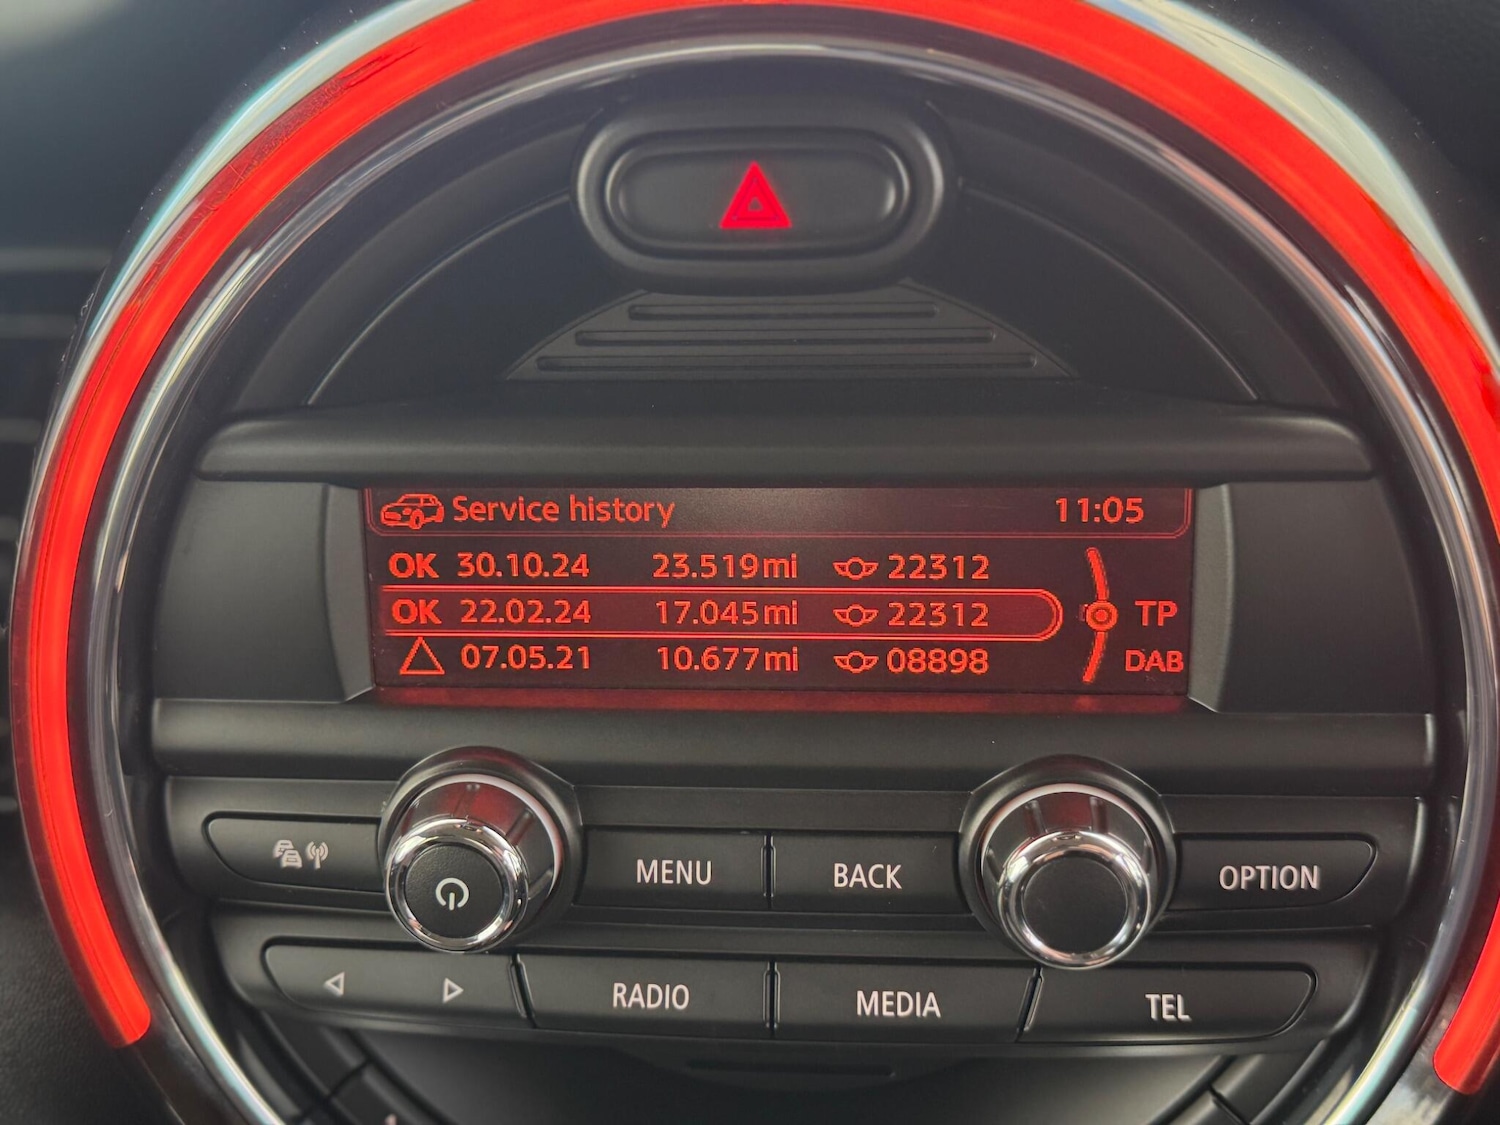 Service history 11:05
OK 30.10.24 23.519mi 22312
OK 22.02.24 17.045mi 22312 TP
07.05.21 10.677mi 08898 DAB
MENU BACK OPTION
RADIO MEDIA TEL